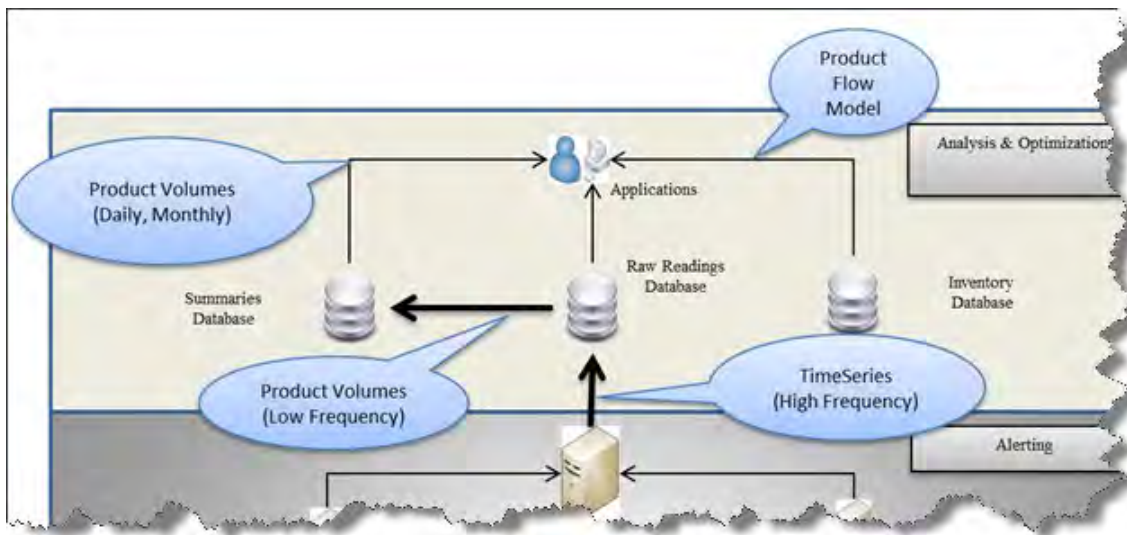 Product
Flow
Model
Analysis & Optimization
Product Volumes
(Daily, Monthly)
Applications
Raw Readings
Database
Summaries
Database
Inventory
Database
Product Volumes
(Low Frequency)
TimeSeries
(High Frequency)
Alerting